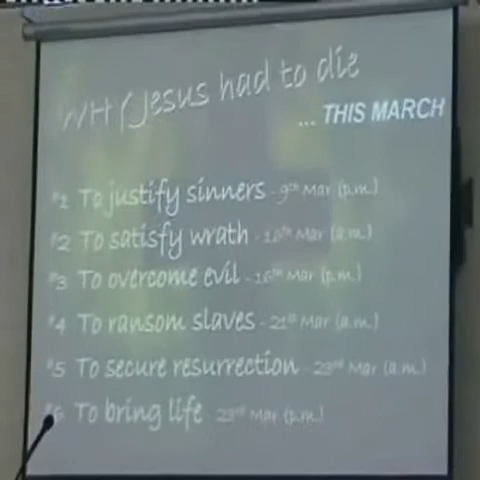 WHY Jesus had to die
... THIS MARCH
#1 To justify sinners - 9th Mar (p.m.)
#2 To satisfy wrath - 16th Mar (a.m.)
#3 To overcome evil - 16th Mar (p.m.)
#4 To ransom slaves - 21st Mar (a.m.)
#5 To secure resurrection - 23rd Mar (a.m.)
#6 To bring life 23rd Mar (p.m.)